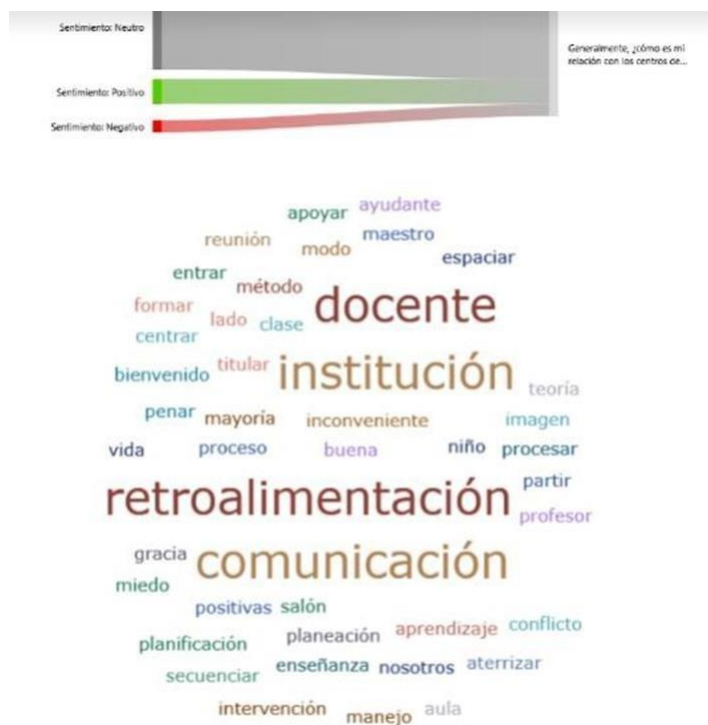 Sentimiento: Neutro
Generalmente, ¿cómo es mi
relación con los centros de...
Sentimiento: Positivo
Sentimiento: Negativo
apoyar ayudante
reunión modo maestro
espaciar
entrar método
docente
formar lado clase
centrar
bienvenido titular institución teoría
penar mayoría inconveniente imagen
vida proceso buena niño procesar
retroalimentación partir
profesor
gracia comunicación
miedo
positivas salón
planificación planeación aprendizaje conflicto
secuenciar enseñanza nosotros aterrizar
intervención manejo aula